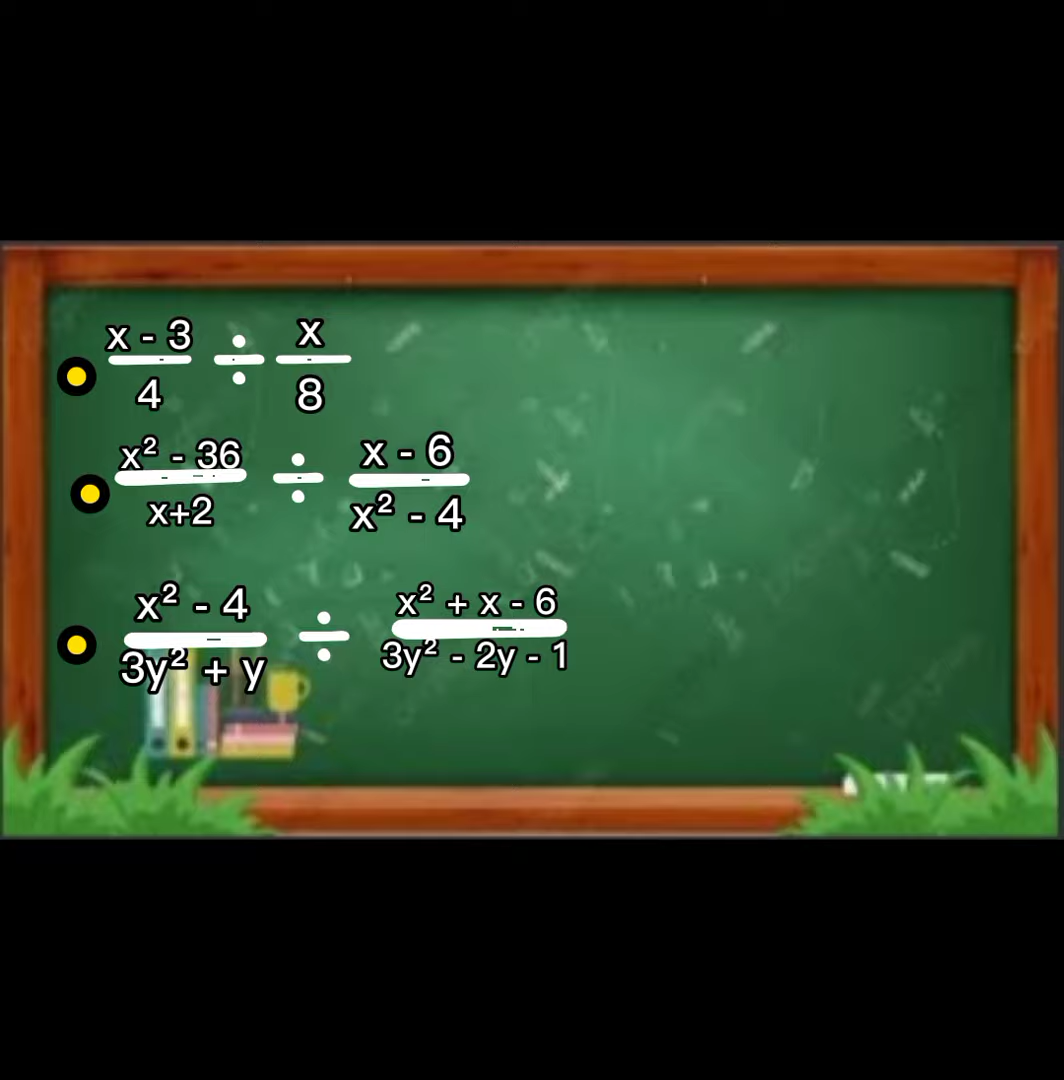 x - 3 / 4 ÷ x / 8
x² - 36 / x+2 ÷ x - 6 / x² - 4
x² - 4 / 3y² + y ÷ x² + x - 6 / 3y² - 2y - 1